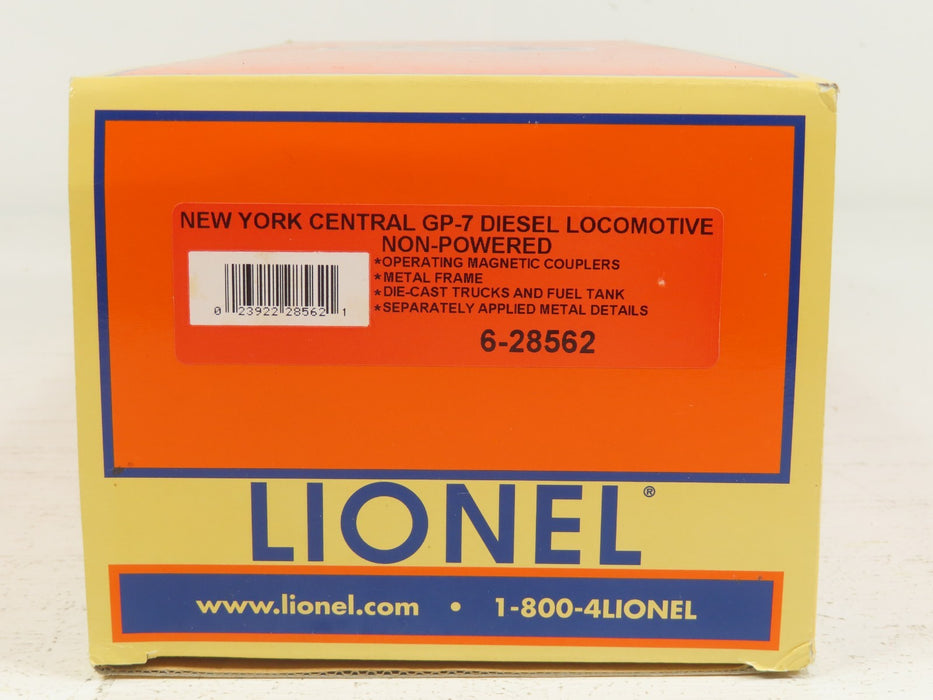 NEW YORK CENTRAL GP-7 DIESEL LOCOMOTIVE
NON-POWERED
*OPERATING MAGNETIC COUPLERS
*METAL FRAME
*DIE-CAST TRUCKS AND FUEL TANK
*SEPARATELY APPLIED METAL DETAILS
0 23922 28562 1
6-28562
LIONEL®
www.lionel.com • 1-800-4LIONEL